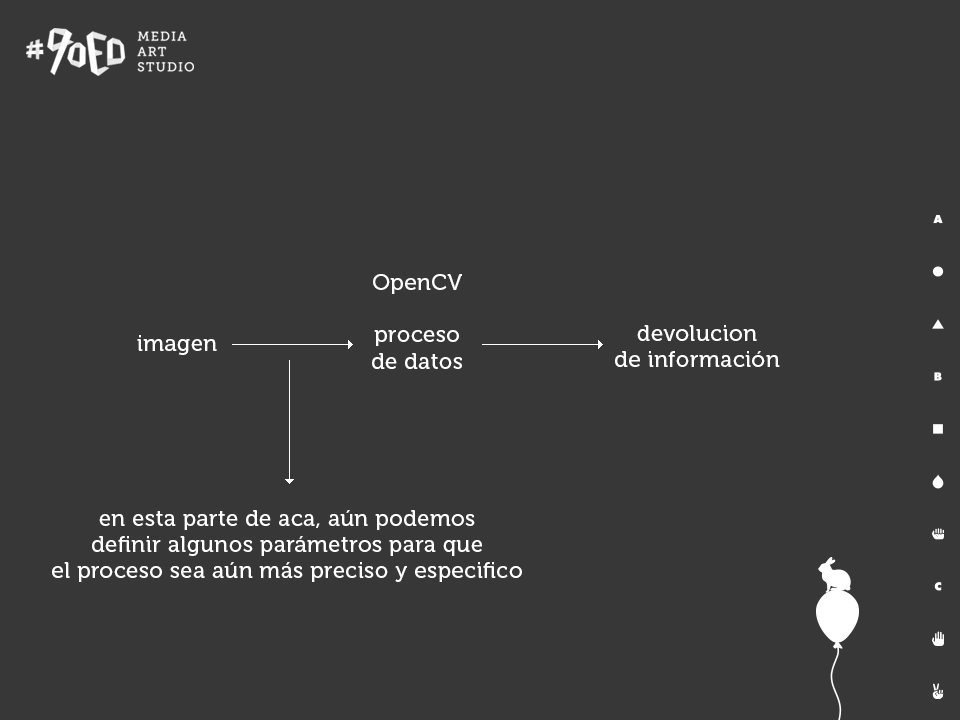 #90ED
MEDIA
ART
STUDIO
OpenCV
imagen
proceso
de datos
devolucion
de información
en esta parte de aca, aún podemos
definir algunos parámetros para que
el proceso sea aún más preciso y especifico
A
B
C